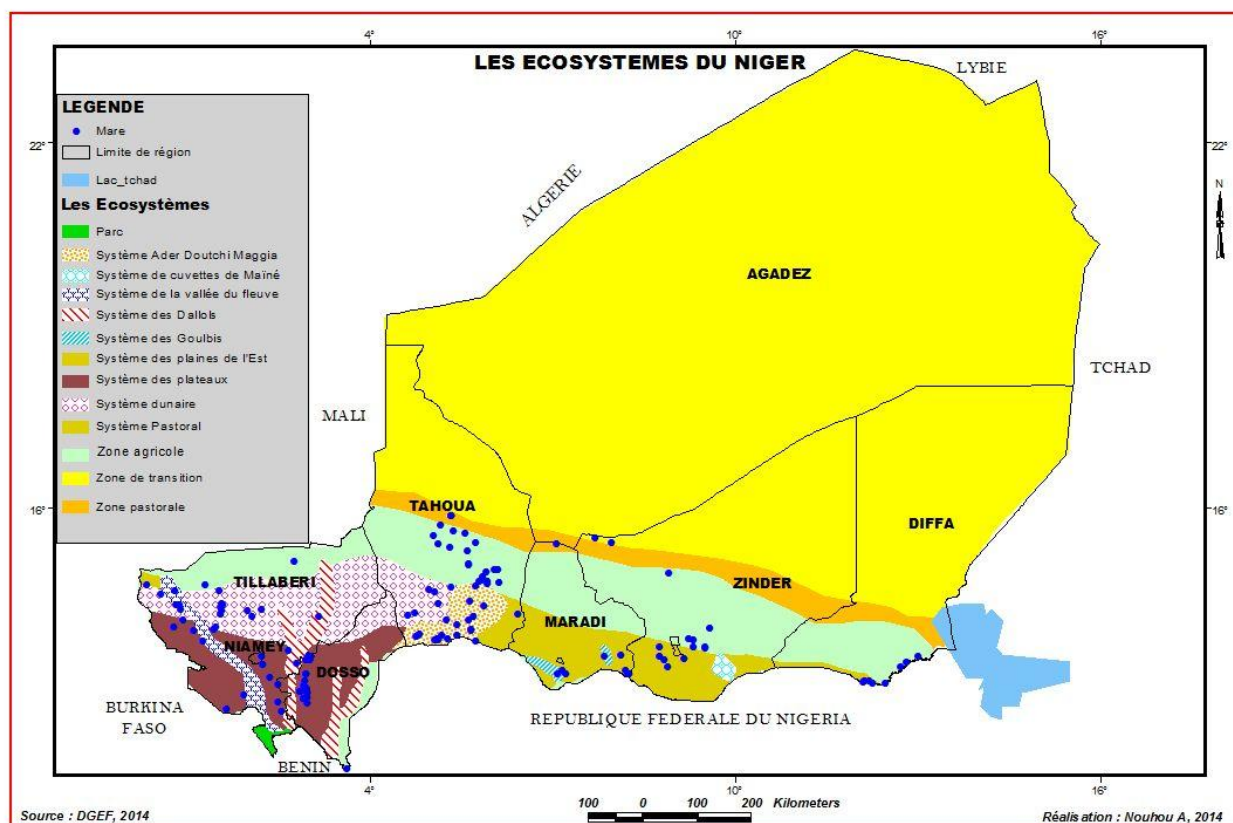 4°
10°
16°
LES ECOSYSTEMES DU NIGER
LYBIE
LEGENDE
Mare
Limite de région
Lac_tchad
Les Ecosystèmes
Parc
Système Ader Doutchi Maggia
Système de cuvettes de Maïné
Système de la vallée du fleuve
Système des Dallols
Système des Goulbis
Système des plaines de l'Est
Système des plateaux
Système dunaire
Système Pastoral
Zone agricole
Zone de transition
Zone pastorale
22°
22°
N
ALGERIE
AGADEZ
TCHAD
MALI
16°
TAHOUA
16°
DIFFA
TILLABERI
ZINDER
MARADI
NIAMEY
DOSSO
BURKINA
FASO
REPUBLIQUE FEDERALE DU NIGERIA
BENIN
4°
10°
16°
100 0 100 200 Kilometers
Source : DGEF, 2014
Réalisation : Nouhou A, 2014